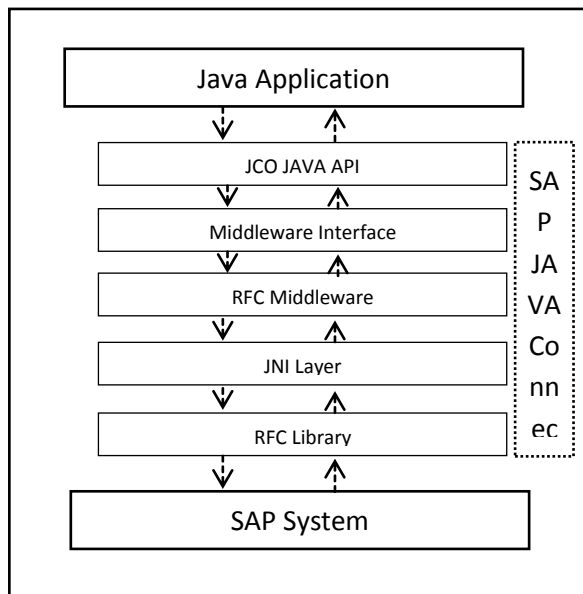 Java Application
JCO JAVA API
Middleware Interface
RFC Middleware
JNI Layer
RFC Library
SAP System
SA
P
JA
VA
Co
nn
ec